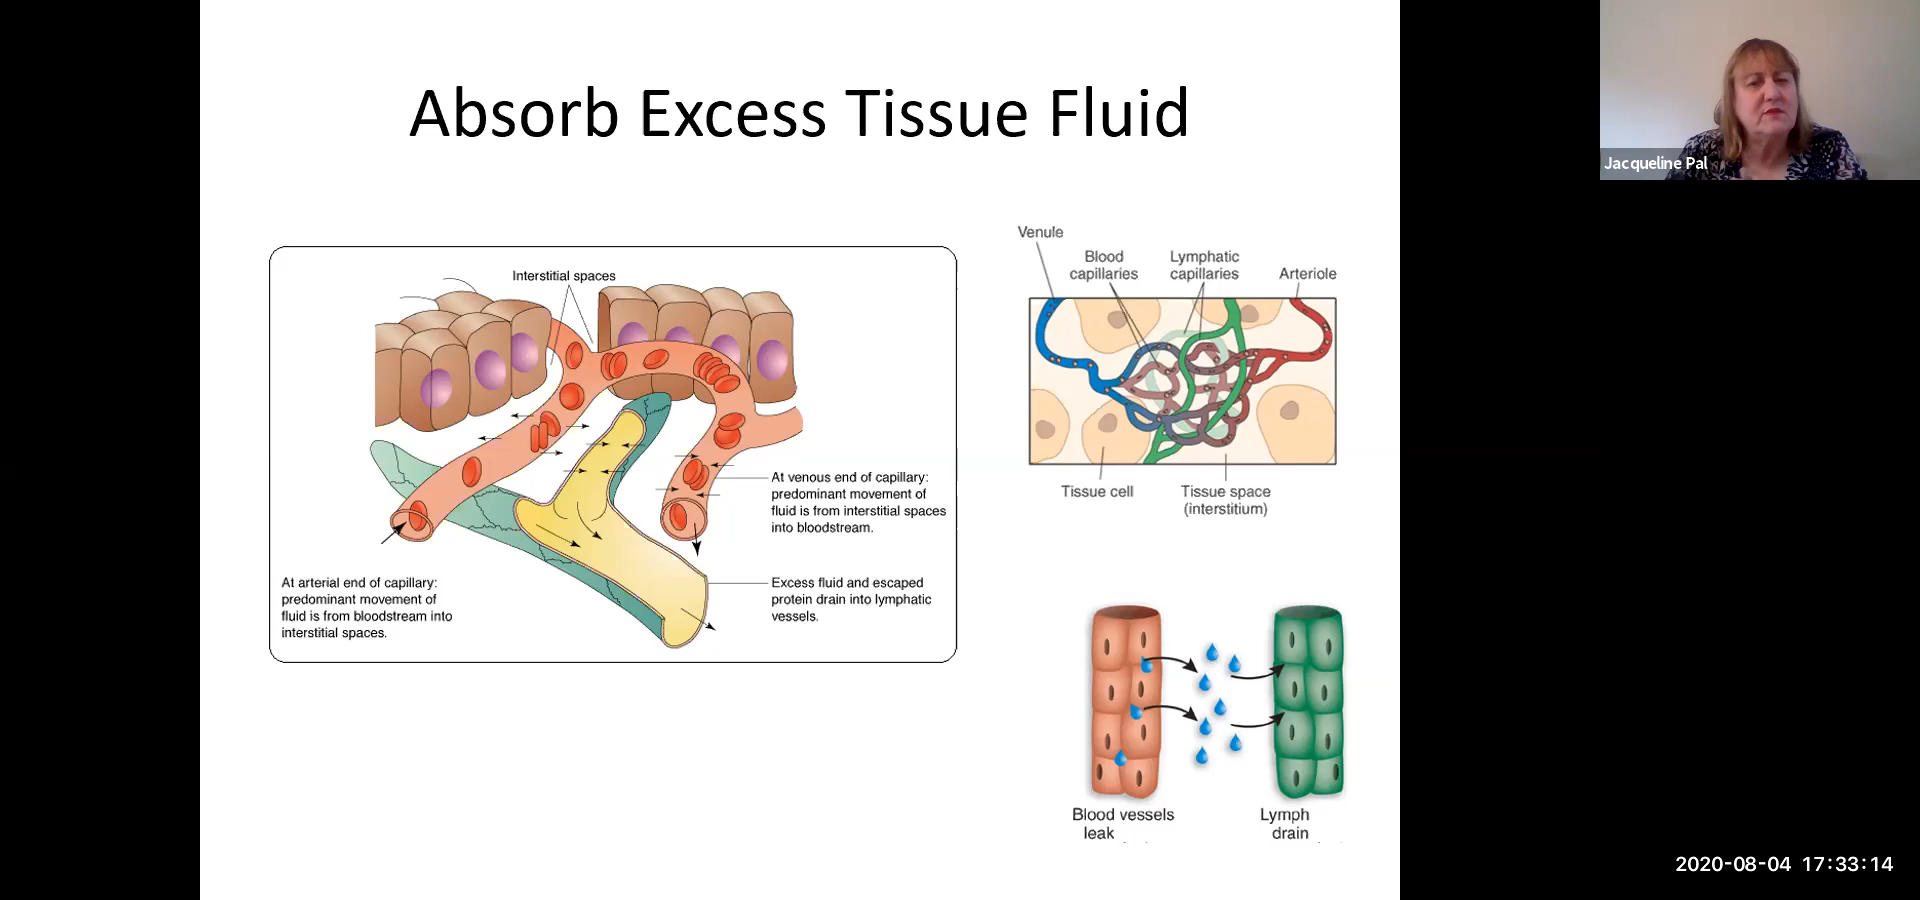 Absorb Excess Tissue Fluid
Jacqueline Pal
Interstitial spaces
At venous end of capillary:
predominant movement of
fluid is from interstitial spaces
into bloodstream.
At arterial end of capillary:
predominant movement of
fluid is from bloodstream into
interstitial spaces.
Excess fluid and escaped
protein drain into lymphatic
vessels.
Venule
Blood
capillaries
Lymphatic
capillaries
Arteriole
Tissue cell
Tissue space
(interstitium)
Blood vessels
leak
Lymph
drain
2020-08-04 17:33:14